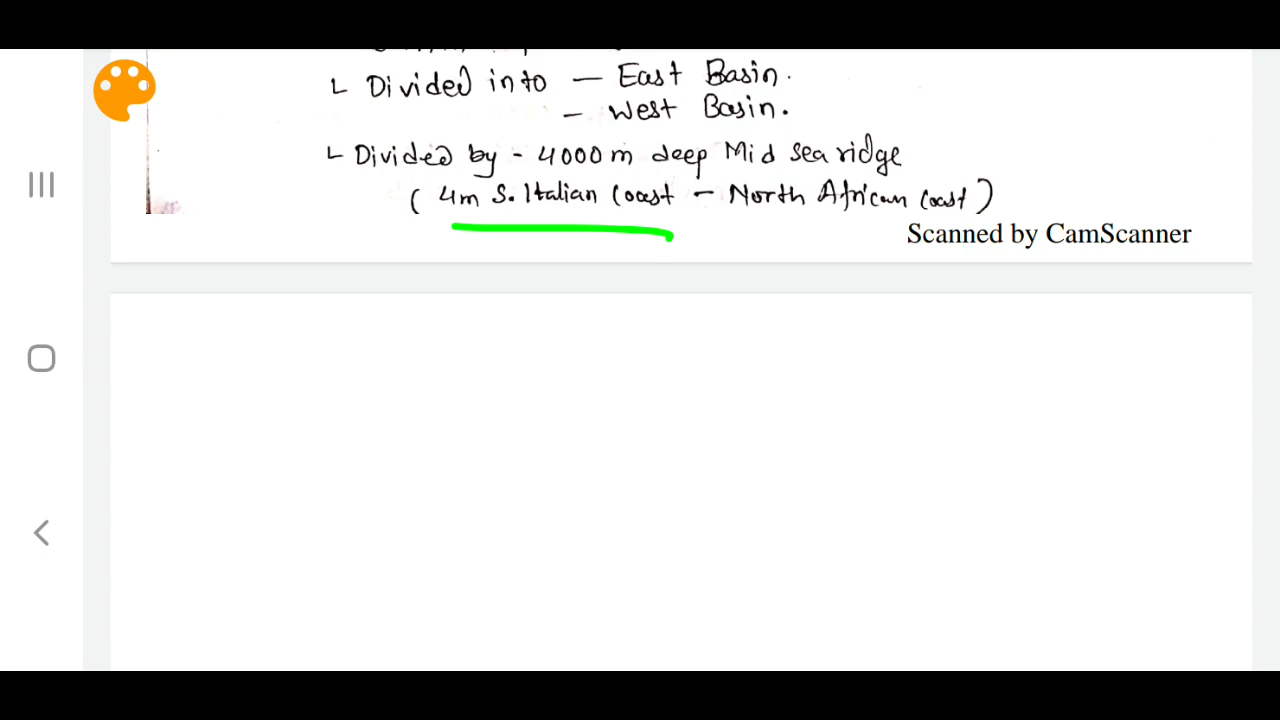 └ Divided into — East Basin.
— West Basin.
└ Divided by - 4000 m deep Mid sea ridge
( 4m S. Italian Coast — North African Coast )
Scanned by CamScanner